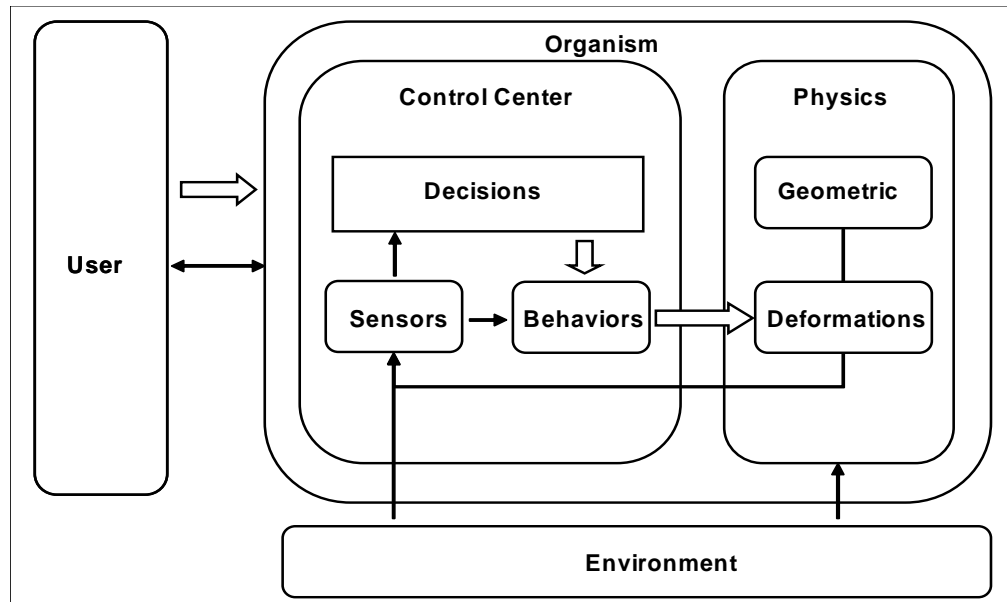 Organism
Control Center
Physics
Decisions
Geometric
User
Sensors
Behaviors
Deformations
Environment